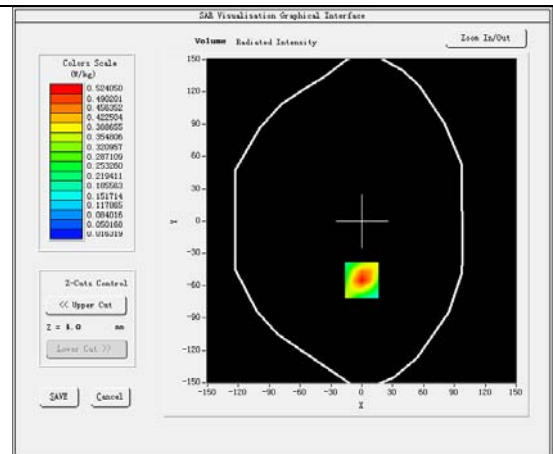 SAR Visualisation Graphical Interface
Volume Radiated Intensity
Zoom In/Out
Colors Scale
(W/kg)
0.524050
0.490201
0.456352
0.422504
0.388655
0.354806
0.320957
0.287109
0.253260
0.219411
0.185563
0.151714
0.117865
0.084016
0.050168
0.016319
Z-Cuts Control
<< Upper Cut
Z = 4.0 mm
Lower Cut >>
SAVE Cancel
150
120
90
60
30
0
-30
-60
-90
-120
-150
Y
-150 -120 -90 -60 -30 0 30 60 90 120 150
X